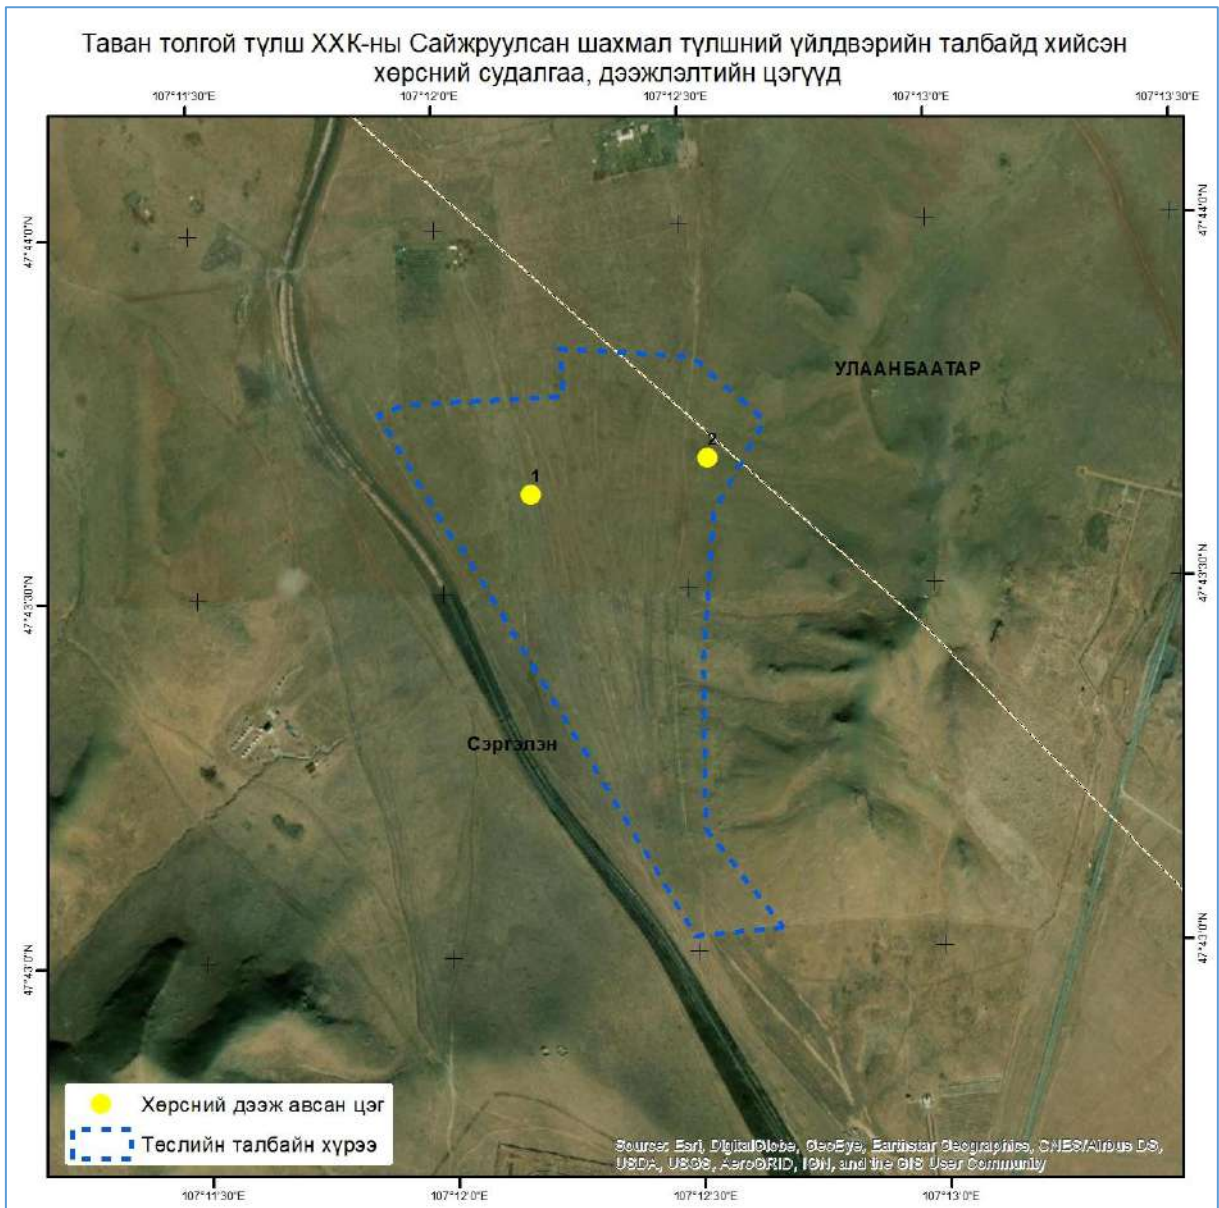 Таван толгой түлш ХХК-ны Сайжруулсан шахмал түлшний үйлдвэрийн талбайд хийсэн
хөрсний судалгаа, дээжлэлтийн цэгүүд
107°11'30"E 107°12'0"E 107°12'30"E 107°13'0"E 107°13'30"E
47°44'0"N 47°44'0"N
УЛААНБААТАР
2
1
47°43'30"N 47°43'30"N
Сэргэлэн
47°43'0"N 47°43'0"N
Хөрсний дээж авсан цэг
Төслийн талбайн хүрээ
Source: Esri, DigitalGlobe, GeoEye, Earthstar Geographics, CNES/Airbus DS,
USDA, USGS, AeroGRID, IGN, and the GIS User Community
107°11'30"E 107°12'0"E 107°12'30"E 107°13'0"E